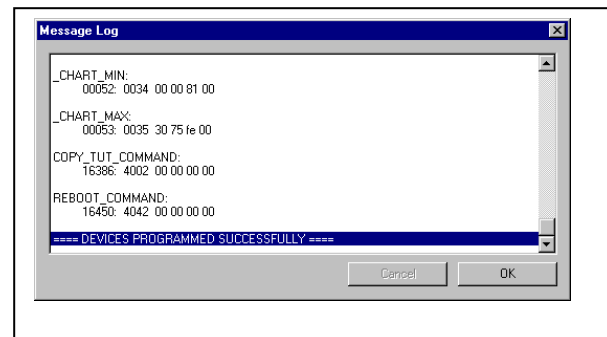 Message Log
_CHART_MIN:
00052: 0034 00 00 81 00
_CHART_MAX:
00053: 0035 30 75 fe 00
COPY_TUT_COMMAND:
16386: 4002 00 00 00 00
REBOOT_COMMAND:
16450: 4042 00 00 00 00
==== DEVICES PROGRAMMED SUCCESSFULLY ====
Cancel OK